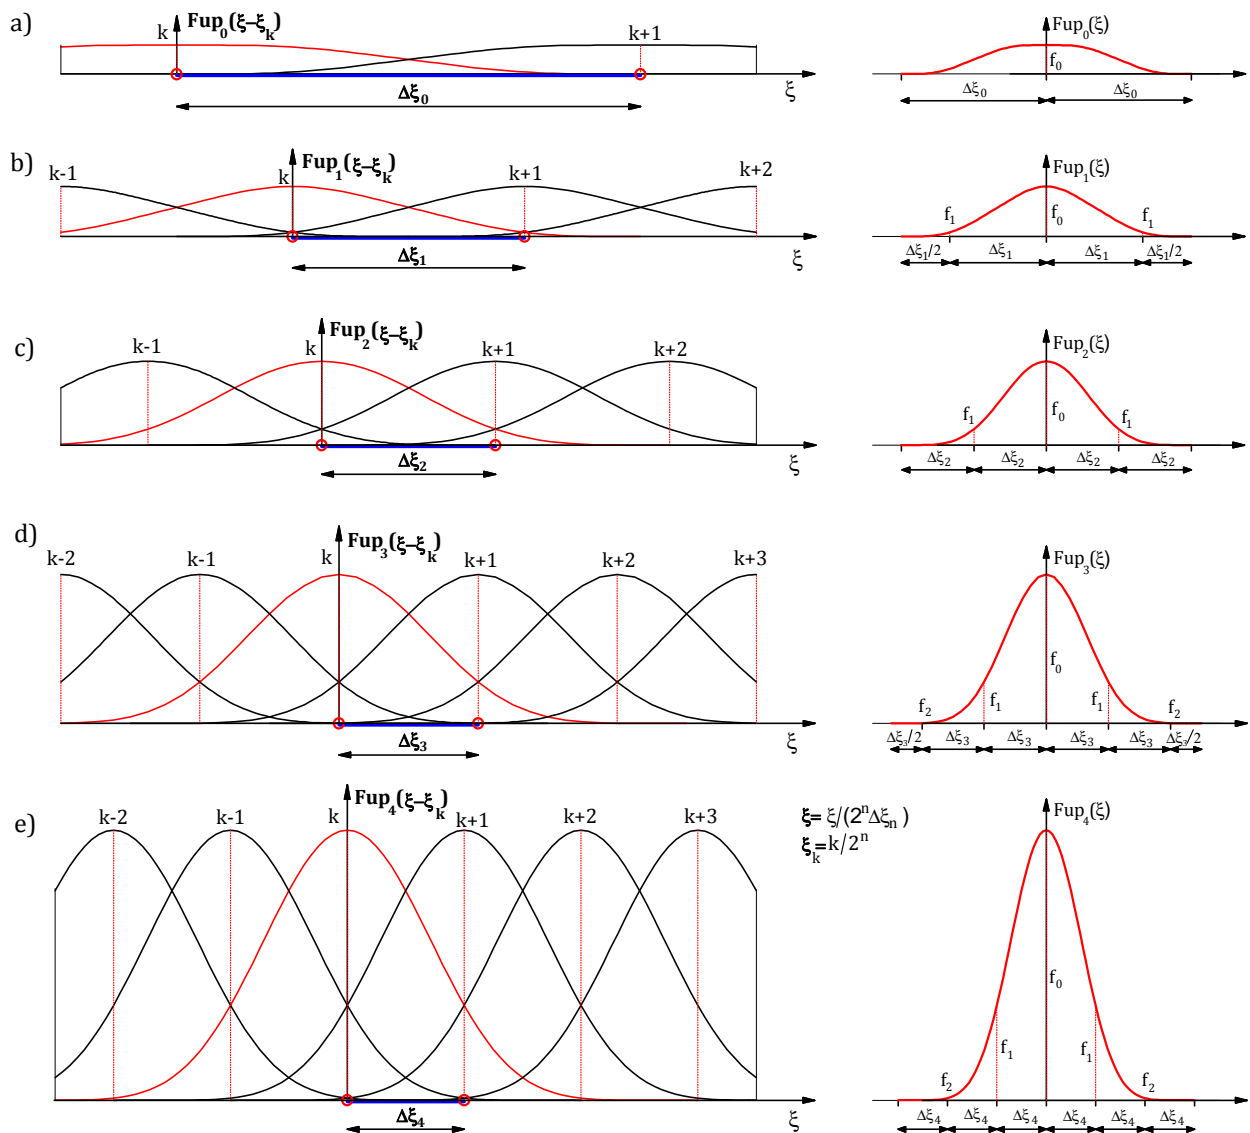 a)
Fup₀(ξ-ξₖ)
k
k+1
ξ
Δξ₀
Fup₀(ξ)
f₀
Δξ₀ Δξ₀
b)
Fup₁(ξ-ξₖ)
k-1 k k+1 k+2
ξ
Δξ₁
Fup₁(ξ)
f₁ f₀ f₁
Δξ₁/2 Δξ₁ Δξ₁ Δξ₁/2
c)
Fup₂(ξ-ξₖ)
k-1 k k+1 k+2
ξ
Δξ₂
Fup₂(ξ)
f₁ f₀ f₁
Δξ₂ Δξ₂ Δξ₂ Δξ₂
d)
Fup₃(ξ-ξₖ)
k-2 k-1 k k+1 k+2 k+3
ξ
Δξ₃
Fup₃(ξ)
f₂ f₁ f₀ f₁ f₂
Δξ₃/2 Δξ₃ Δξ₃ Δξ₃ Δξ₃ Δξ₃/2
e)
Fup₄(ξ-ξₖ)
k-2 k-1 k k+1 k+2 k+3
ξ
Δξ₄
ξ=ξ/(2ⁿΔξₙ)
ξₖ=k/2ⁿ
Fup₄(ξ)
f₂ f₁ f₀ f₁ f₂
Δξ₄ Δξ₄ Δξ₄ Δξ₄ Δξ₄ Δξ₄